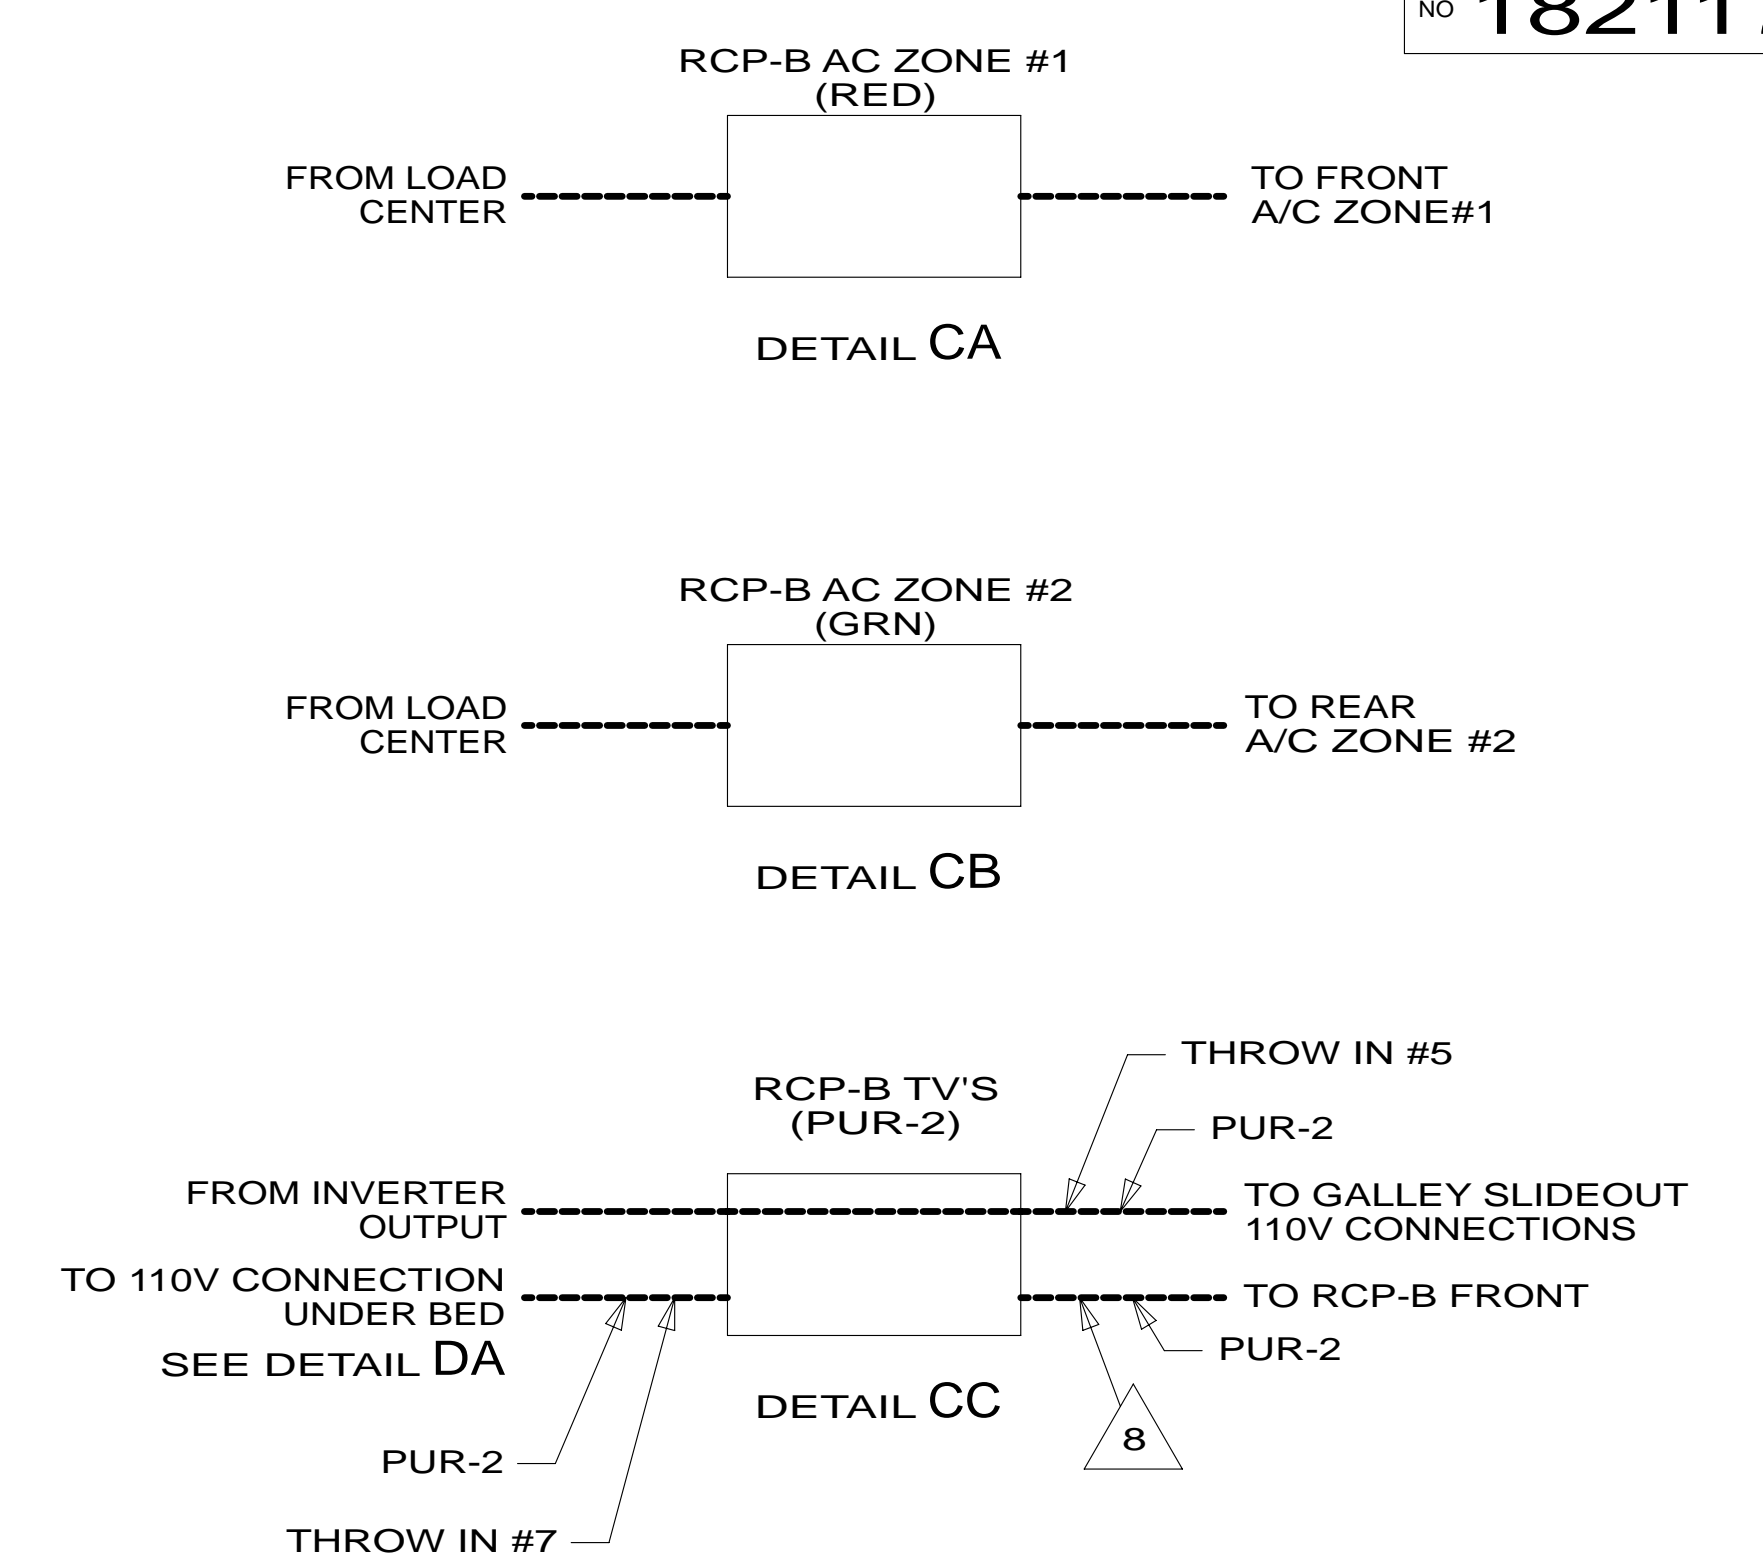 NO
RCP-B AC ZONE #1
(RED)
FROM LOAD
CENTER
TO FRONT
A/C ZONE#1
DETAIL CA
RCP-B AC ZONE #2
(GRN)
FROM LOAD
CENTER
TO REAR
A/C ZONE #2
DETAIL CB
THROW IN #5
RCP-B TV'S
(PUR-2)
PUR-2
FROM INVERTER
OUTPUT
TO GALLEY SLIDEOUT
110V CONNECTIONS
TO 110V CONNECTION
UNDER BED
SEE DETAIL DA
TO RCP-B FRONT
PUR-2
DETAIL CC
8
PUR-2
THROW IN #7